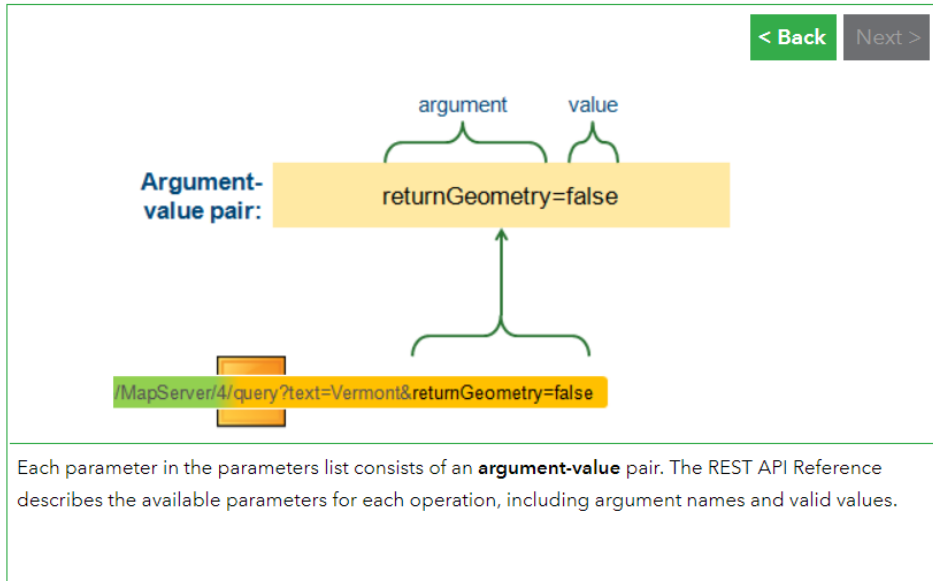 < Back Next >
argument value
Argument-
value pair:
returnGeometry=false
/MapServer/4/query?text=Vermont&returnGeometry=false
Each parameter in the parameters list consists of an argument-value pair. The REST API Reference
describes the available parameters for each operation, including argument names and valid values.